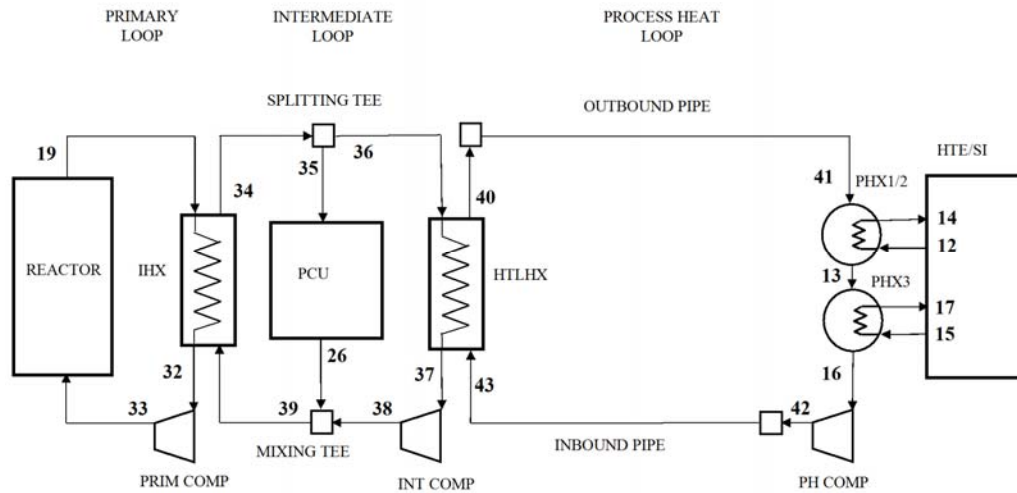 PRIMARY
LOOP
INTERMEDIATE
LOOP
PROCESS HEAT
LOOP
SPLITTING TEE
OUTBOUND PIPE
19
34
35
36
40
41
HTE/SI
PHX1/2
14
12
REACTOR
IHX
PCU
HTLHX
13
PHX3
17
15
26
32
37
43
16
33
39
38
42
MIXING TEE
INBOUND PIPE
PRIM COMP
INT COMP
PH COMP